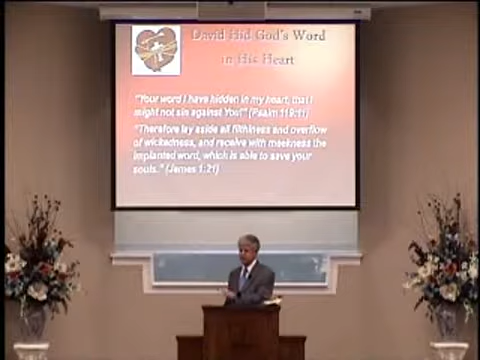 David Hid God's Word
in His Heart
"Your word I have hidden in my heart, that I
might not sin against You!" (Psalm 119:11)
"Therefore lay aside all filthiness and overflow
of wickedness, and receive with meekness the
implanted word, which is able to save your
souls." (James 1:21)